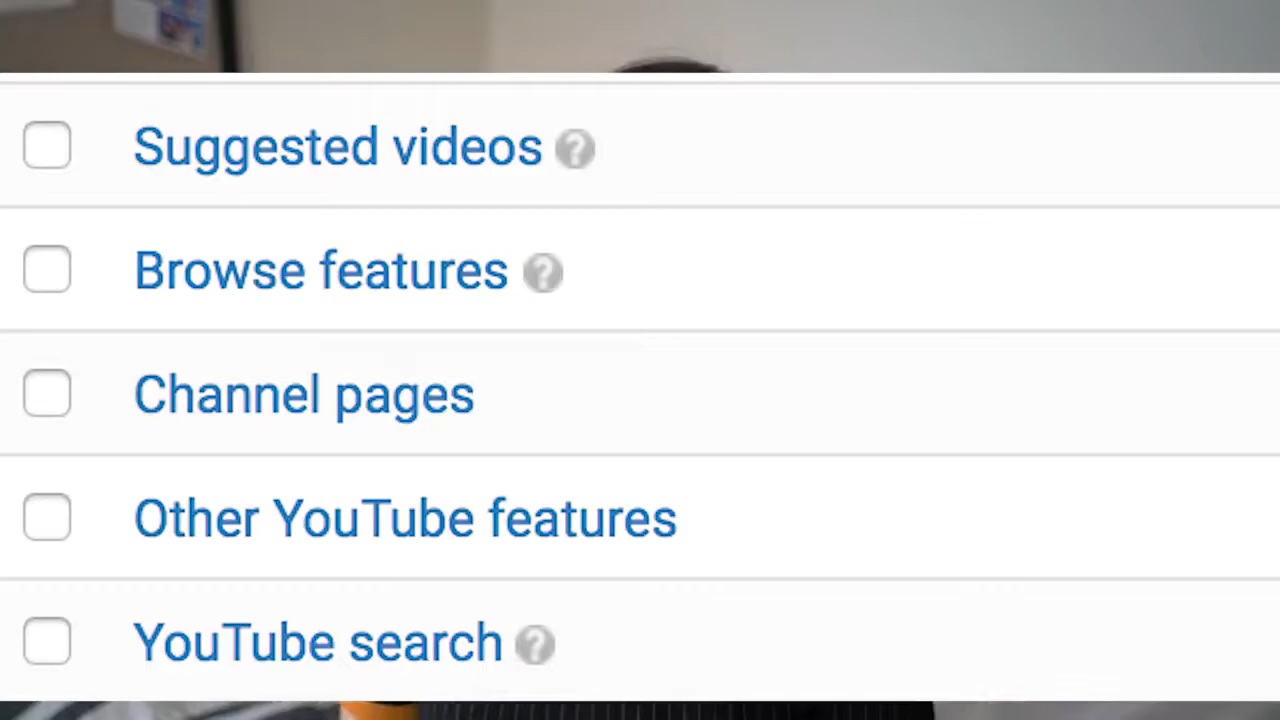 Suggested videos ?
Browse features ?
Channel pages
Other YouTube features
YouTube search ?